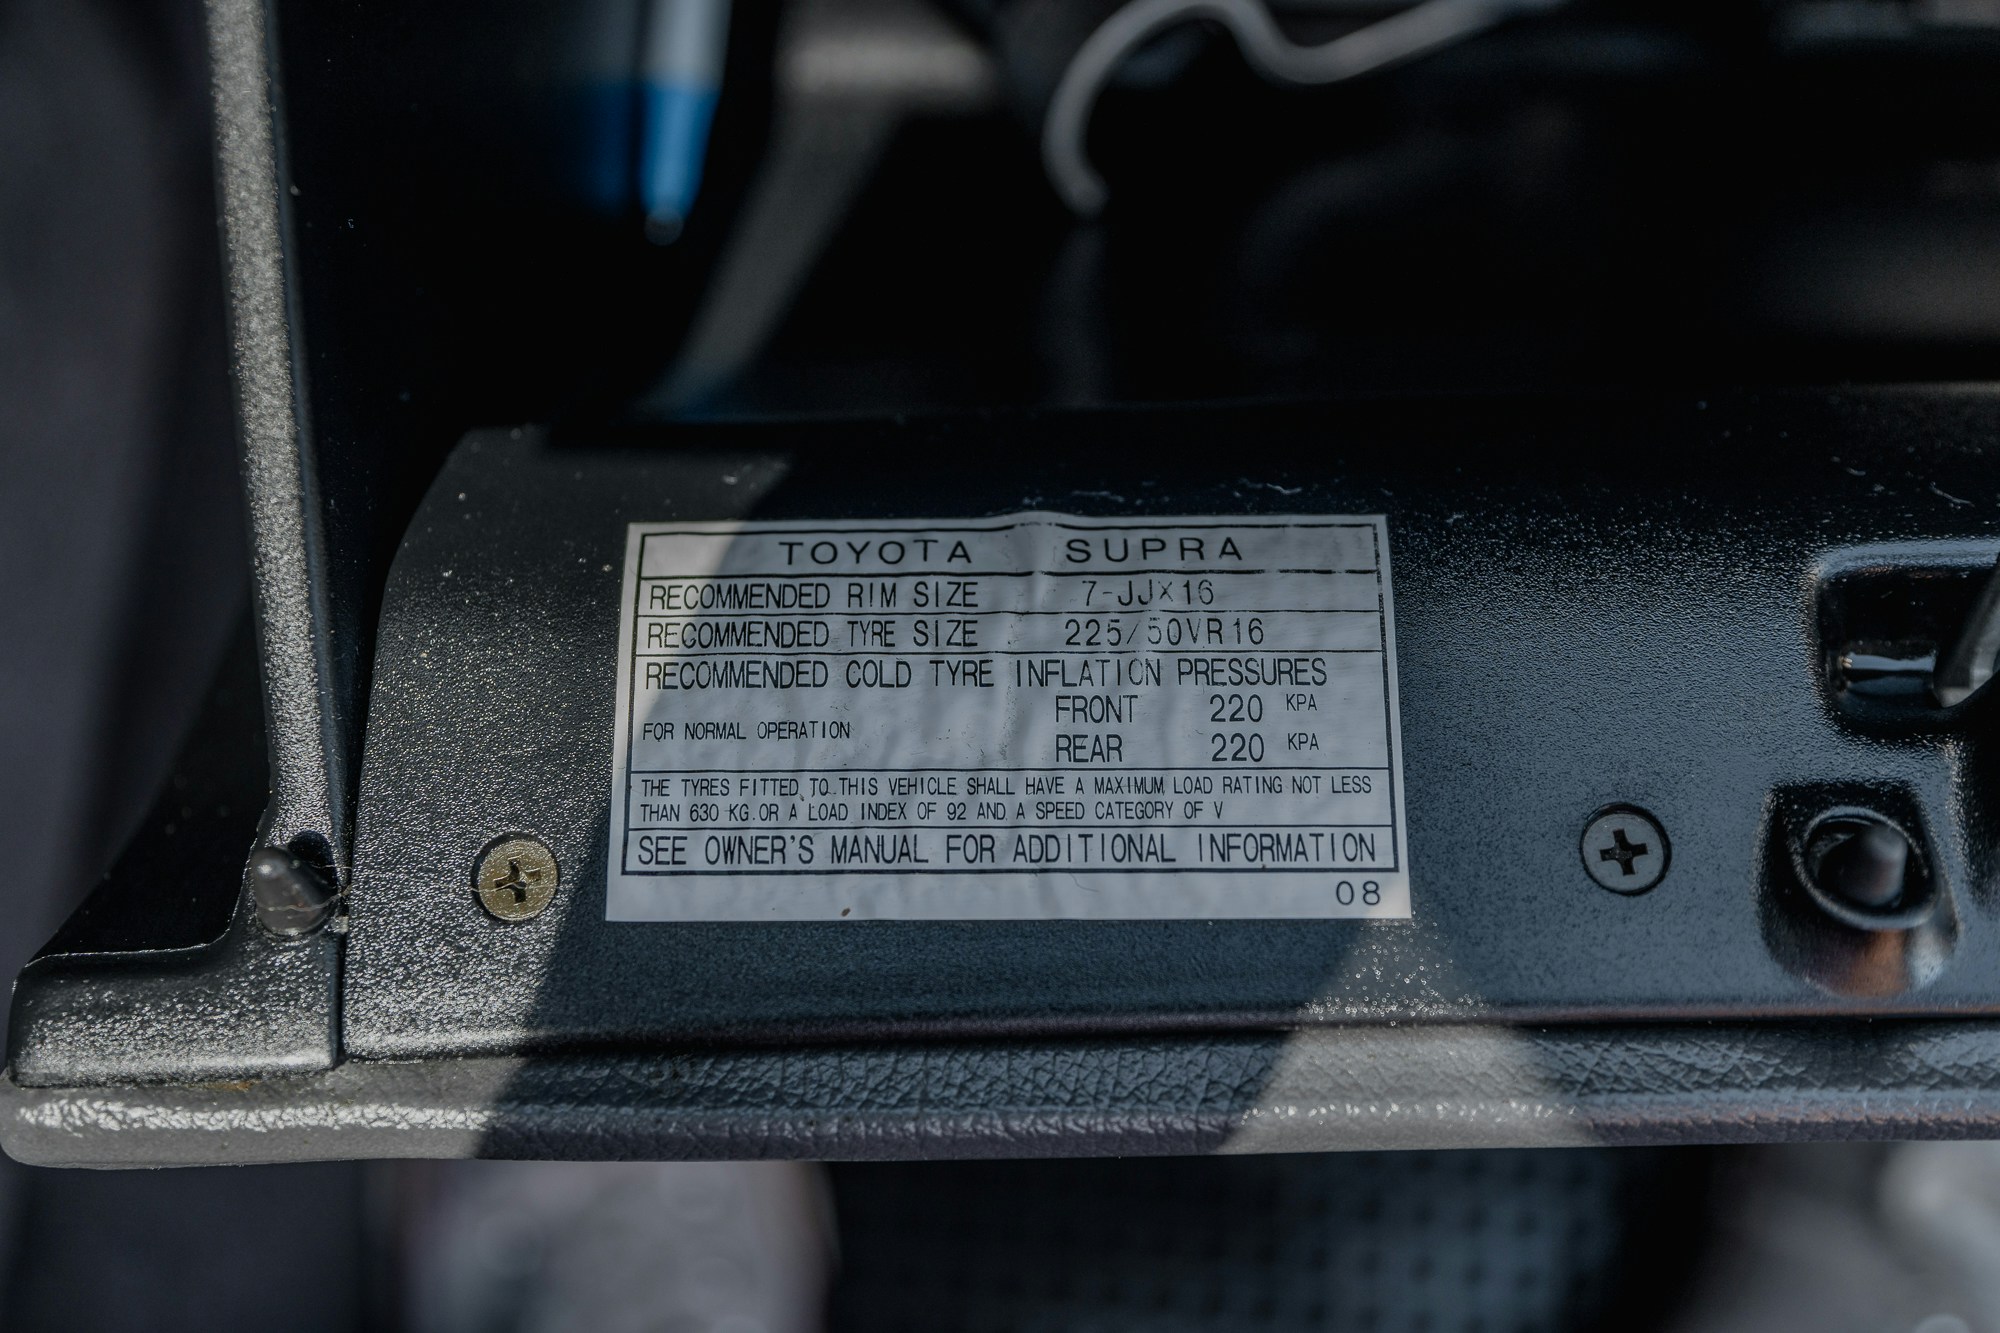 TOYOTA SUPRA
RECOMMENDED RIM SIZE 7-JJ×16
RECOMMENDED TYRE SIZE 225/50VR16
RECOMMENDED COLD TYRE INFLATION PRESSURES
FOR NORMAL OPERATION
FRONT 220 KPA
REAR 220 KPA
THE TYRES FITTED TO THIS VEHICLE SHALL HAVE A MAXIMUM LOAD RATING NOT LESS
THAN 630 KG.OR A LOAD INDEX OF 92 AND A SPEED CATEGORY OF V
SEE OWNER'S MANUAL FOR ADDITIONAL INFORMATION
08